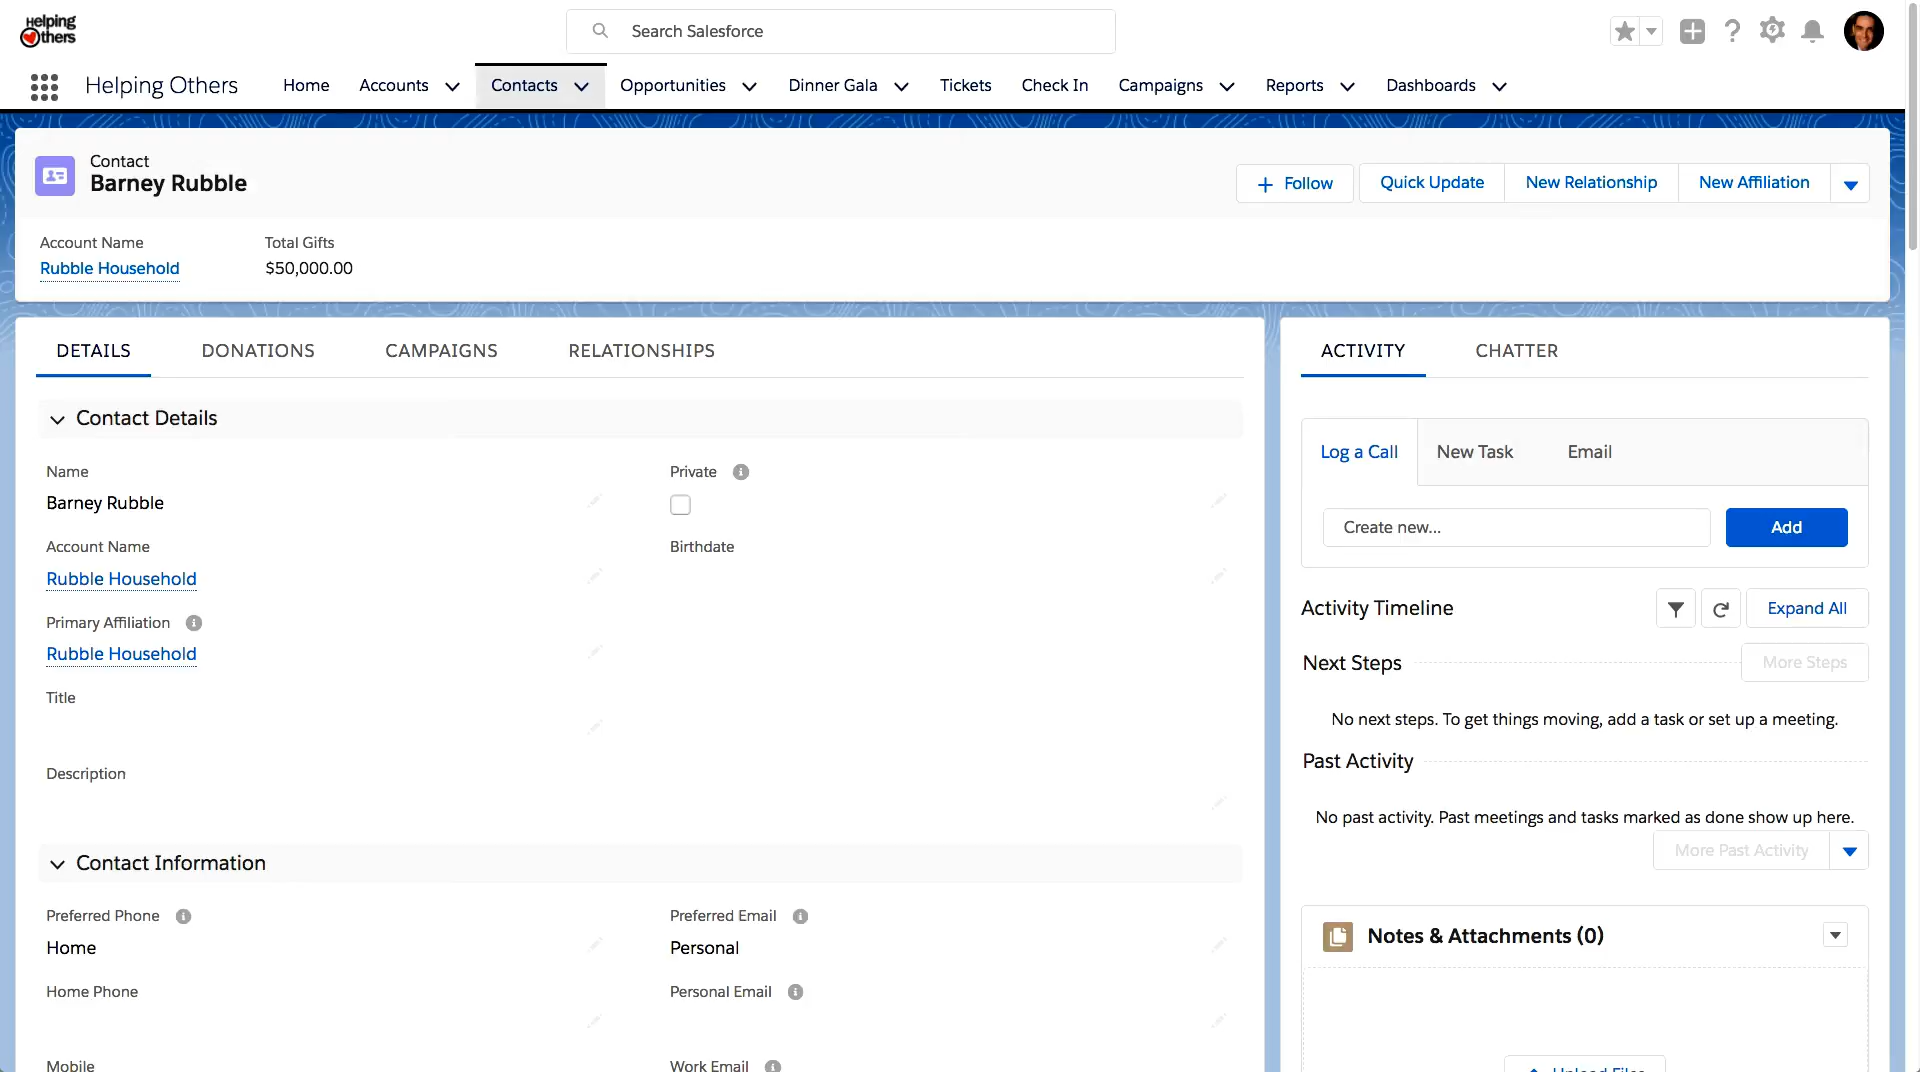 Helping
Others
Search Salesforce
Helping Others
Home
Accounts
Contacts
Opportunities
Dinner Gala
Tickets
Check In
Campaigns
Reports
Dashboards
Contact
Barney Rubble
Follow
Quick Update
New Relationship
New Affiliation
Account Name
Total Gifts
Rubble Household
$50,000.00
DETAILS
DONATIONS
CAMPAIGNS
RELATIONSHIPS
Contact Details
Name
Private
Barney Rubble
Account Name
Birthdate
Rubble Household
Primary Affiliation
Rubble Household
Title
Description
Contact Information
Preferred Phone
Preferred Email
Home
Personal
Home Phone
Personal Email
Mobile
Work Email
ACTIVITY
CHATTER
Log a Call
New Task
Email
Create new...
Add
Activity Timeline
Expand All
Next Steps
More Steps
No next steps. To get things moving, add a task or set up a meeting.
Past Activity
No past activity. Past meetings and tasks marked as done show up here.
More Past Activity
Notes & Attachments (0)
Upload Files